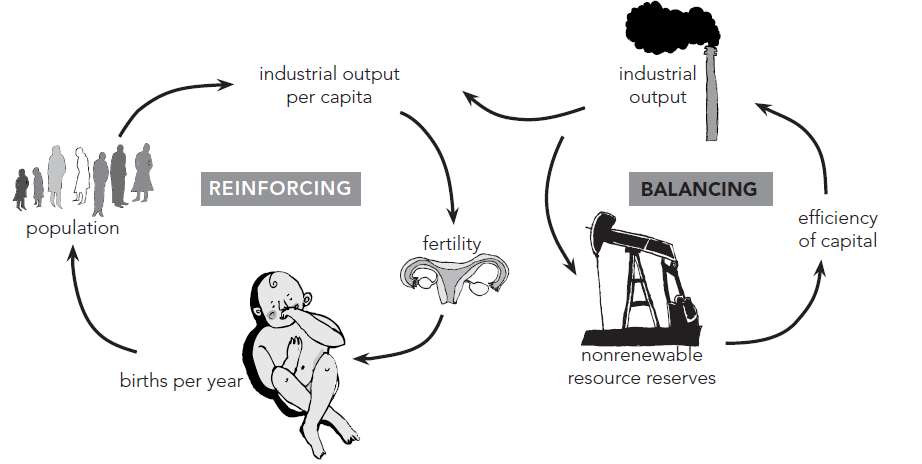 industrial output
per capita
industrial
output
REINFORCING
BALANCING
population
fertility
efficiency
of capital
births per year
nonrenewable
resource reserves